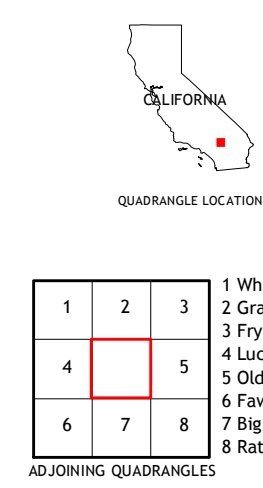 CALIFORNIA
QUADRANGLE LOCATION
1 2 3
4 5
6 7 8
1 Wh
2 Gra
3 Fry
4 Luc
5 Old
6 Faw
7 Big
8 Rat
ADJOINING QUADRANGLES